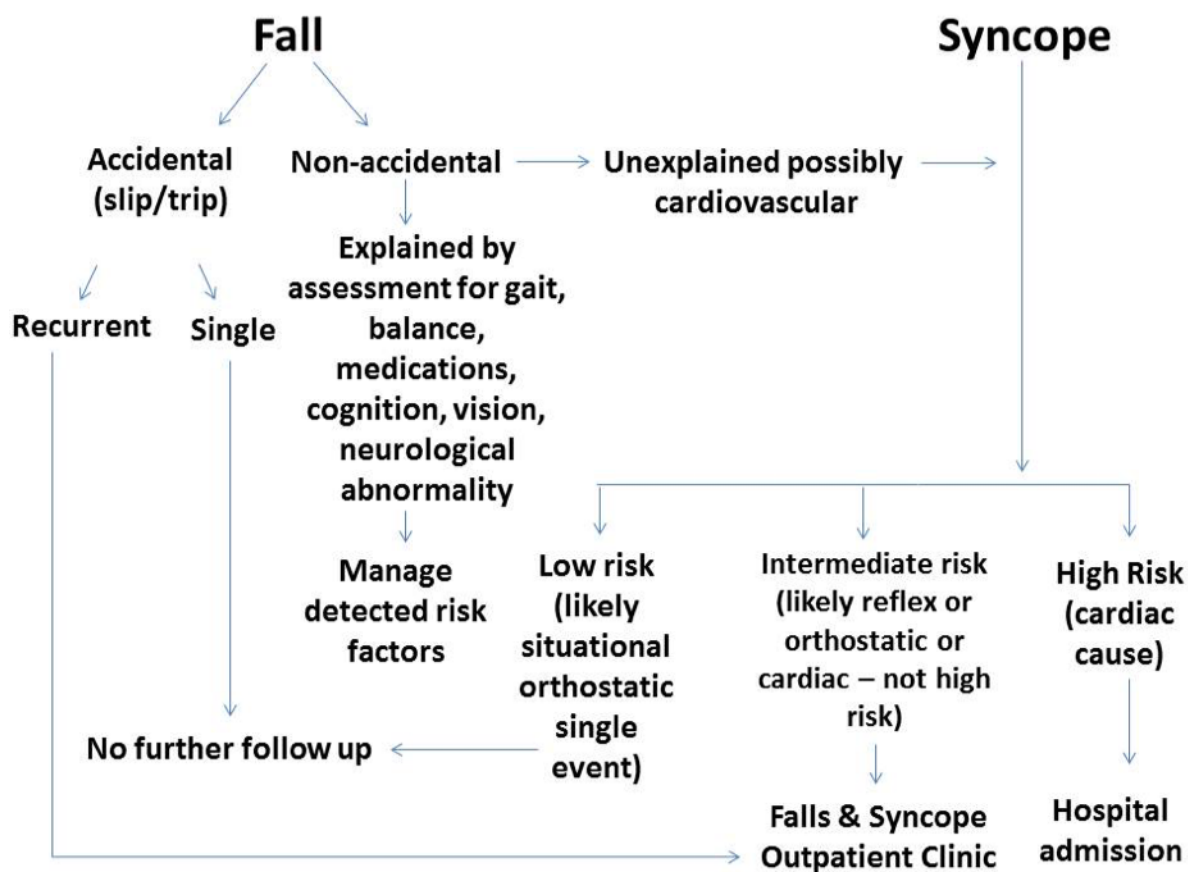 Fall
Syncope
Accidental
(slip/trip)
Non-accidental
Unexplained possibly
cardiovascular
Explained by
assessment for gait,
balance,
medications,
cognition, vision,
neurological
abnormality
Recurrent
Single
Manage
detected risk
factors
Low risk
(likely
situational
orthostatic
single
event)
Intermediate risk
(likely reflex or
orthostatic or
cardiac – not high
risk)
High Risk
(cardiac
cause)
No further follow up
Falls & Syncope
Outpatient Clinic
Hospital
admission